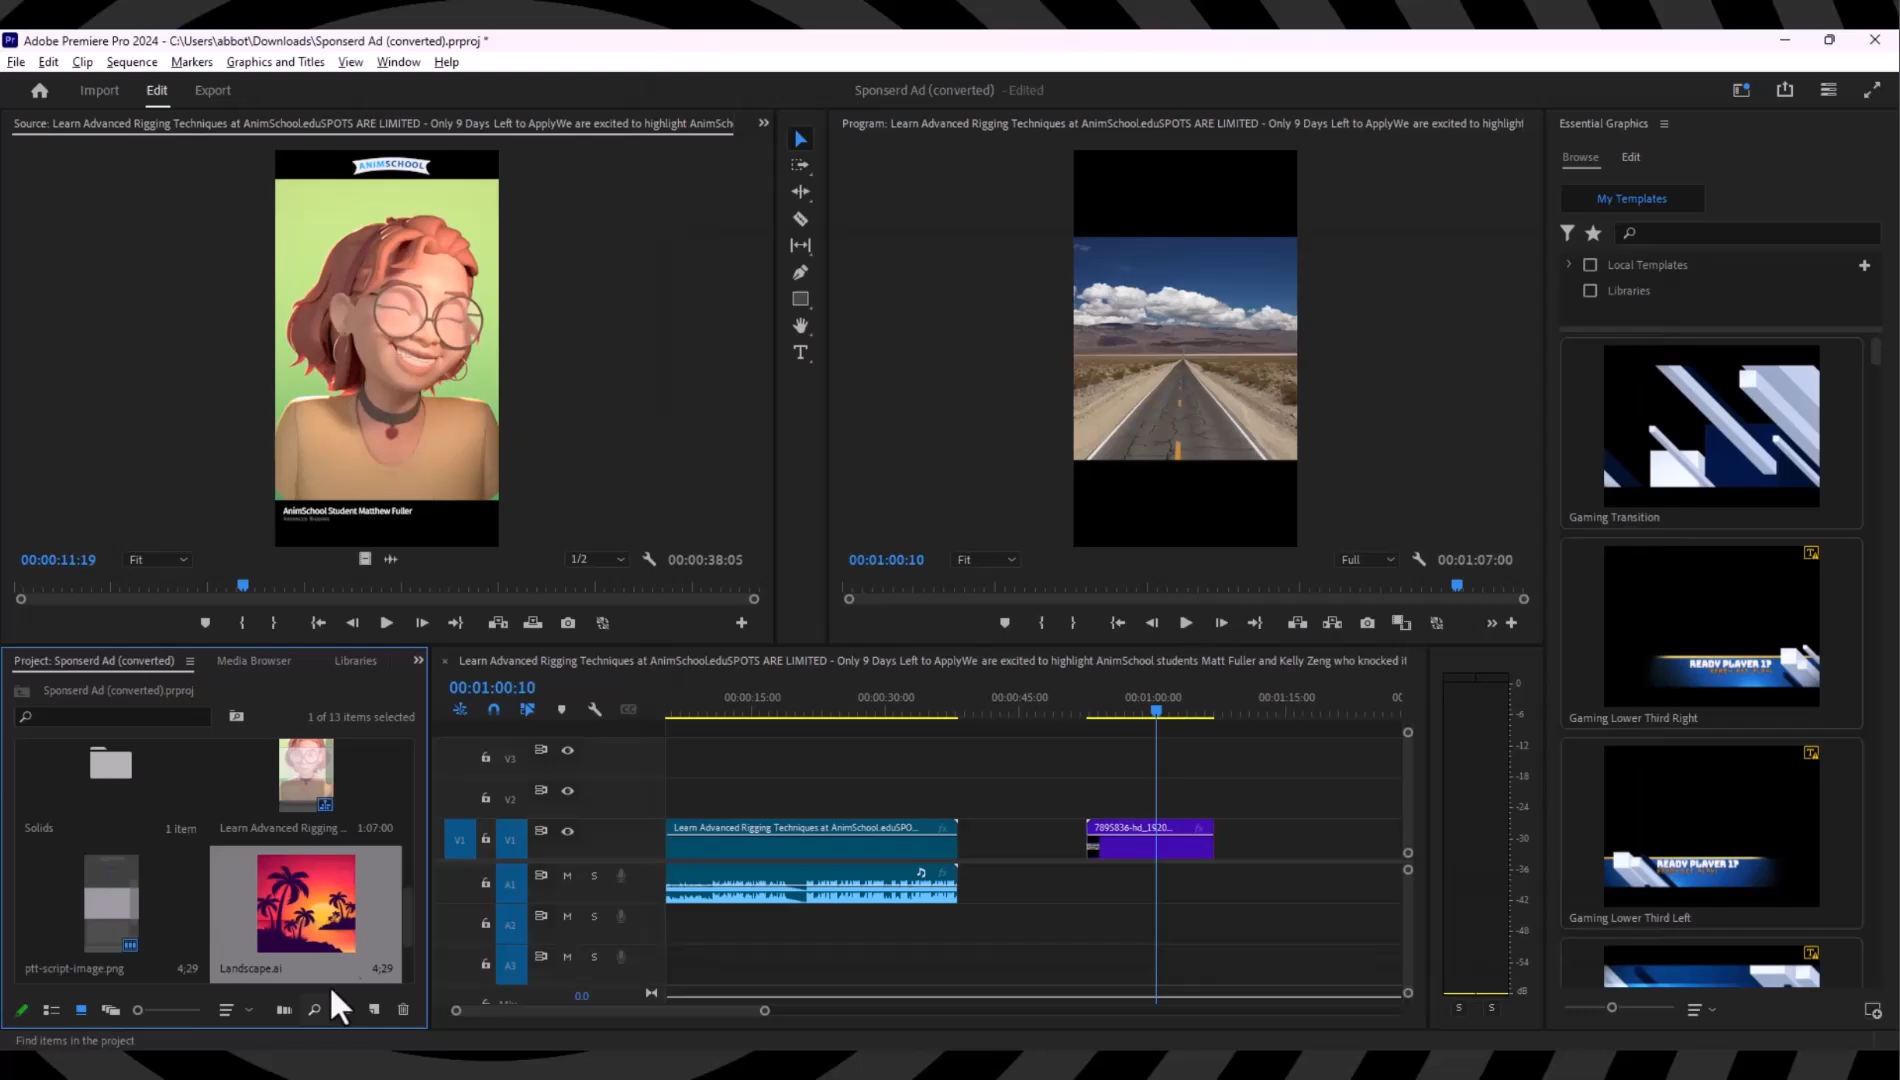 Pr Adobe Premiere Pro 2024 - C:\Users\abbot\Downloads\Sponserd Ad (converted).prproj *
File Edit Clip Sequence Markers Graphics and Titles View Window Help
Import Edit Export
Sponserd Ad (converted) - Edited
Source: Learn Advanced Rigging Techniques at AnimSchool.eduSPOTS ARE LIMITED - Only 9 Days Left to ApplyWe are excited to highlight AnimSch
Program: Learn Advanced Rigging Techniques at AnimSchool.eduSPOTS ARE LIMITED - Only 9 Days Left to ApplyWe are excited to highlight
Essential Graphics
Browse Edit
My Templates
Local Templates
Libraries
ANIMSCHOOL
AnimSchool Student Matthew Fuller
Advanced Rigging
00:00:11:19 Fit 1/2 00:00:38:05
00:01:00:10 Fit Full 00:01:07:00
Gaming Transition
READY PLAYER 1?
Gaming Lower Third Right
READY PLAYER 1?
Gaming Lower Third Left
Project: Sponserd Ad (converted) Media Browser Libraries
Sponserd Ad (converted).prproj
1 of 13 items selected
Solids 1 item
Learn Advanced Rigging ... 1:07:00
ptt-script-image.png 4;29
Landscape.ai 4;29
× Learn Advanced Rigging Techniques at AnimSchool.eduSPOTS ARE LIMITED - Only 9 Days Left to ApplyWe are excited to highlight AnimSchool students Matt Fuller and Kelly Zeng who knocked it
00:01:00:10
00:00:15:00 00:00:30:00 00:00:45:00 00:01:00:00 00:01:15:00 00
V3
V2
V1 V1
Learn Advanced Rigging Techniques at AnimSchool.eduSPO... fx
7895836-hd_1920... fx
A1 M S fx
A2 M S
A3 M S
0.0
0
-6
-12
-18
-24
-30
-36
-42
-48
-54
dB
S S
Find items in the project